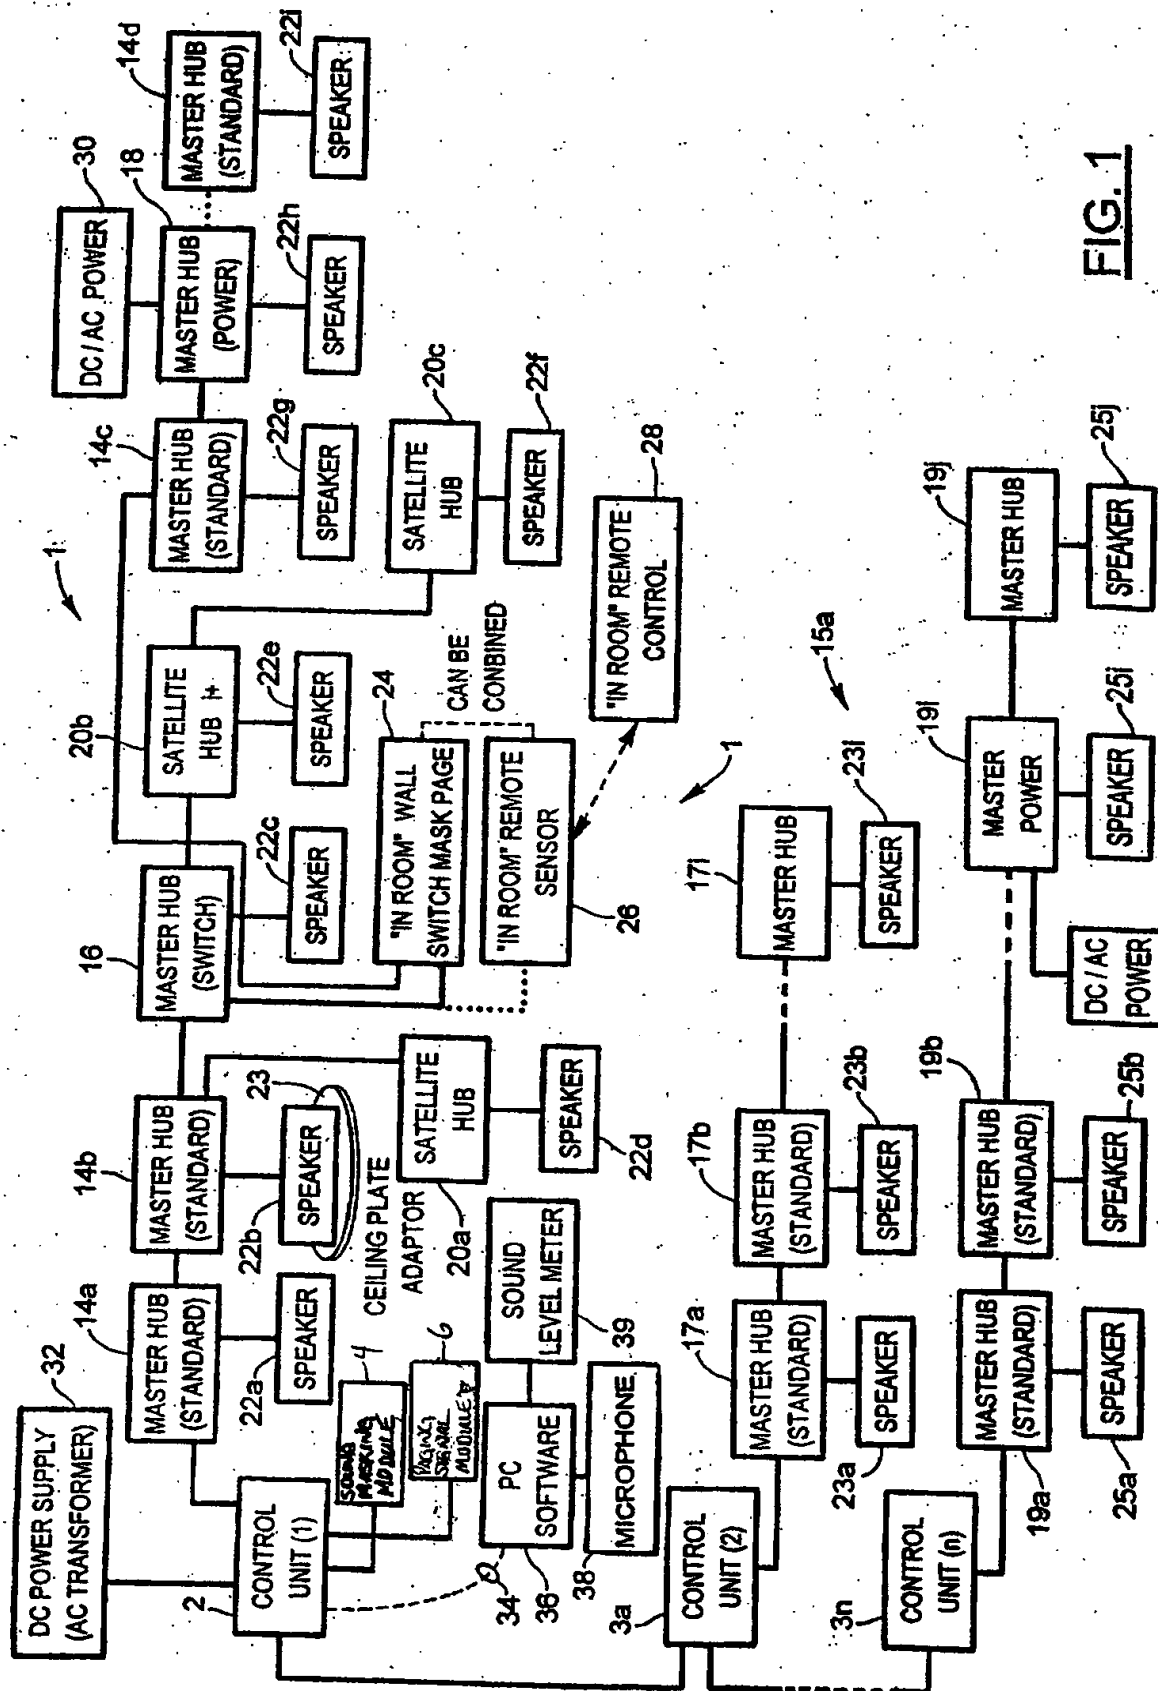 DC POWER SUPPLY
(AC TRANSFORMER)
32
2
CONTROL
UNIT (1)
14a
MASTER HUB
(STANDARD)
22a
SPEAKER
14b
MASTER HUB
(STANDARD)
22b
SPEAKER
23
CEILING PLATE
ADAPTOR
16
MASTER HUB
(SWITCH)
22c
SPEAKER
20b
SATELLITE
HUB 1+
22e
SPEAKER
1
14c
MASTER HUB
(STANDARD)
22g
SPEAKER
DC / AC POWER
30
18
MASTER HUB
(POWER)
22h
SPEAKER
14d
MASTER HUB
(STANDARD)
22i
SPEAKER
4
SOUND
MASKING
MODULE
6
PAGING
SERIAL
MODULE
20a
SATELLITE
HUB
SPEAKER
22d
24
"IN ROOM" WALL
SWITCH MASK PAGE
CAN BE
CONBINED
"IN ROOM" REMOTE
SENSOR
26
20c
SATELLITE
HUB
22f
SPEAKER
28
"IN ROOM" REMOTE
CONTROL
34
36
PC
SOFTWARE
SOUND
LEVEL METER
39
38
MICROPHONE
1
15a
3a
CONTROL
UNIT (2)
17a
MASTER HUB
(STANDARD)
23a
SPEAKER
17b
MASTER HUB
(STANDARD)
23b
SPEAKER
17i
MASTER HUB
23i
SPEAKER
3n
CONTROL
UNIT (n)
19a
MASTER HUB
(STANDARD)
25a
SPEAKER
19b
MASTER HUB
(STANDARD)
25b
SPEAKER
DC / AC
POWER
19i
MASTER
POWER
25i
SPEAKER
19j
MASTER HUB
25j
SPEAKER
FIG. 1